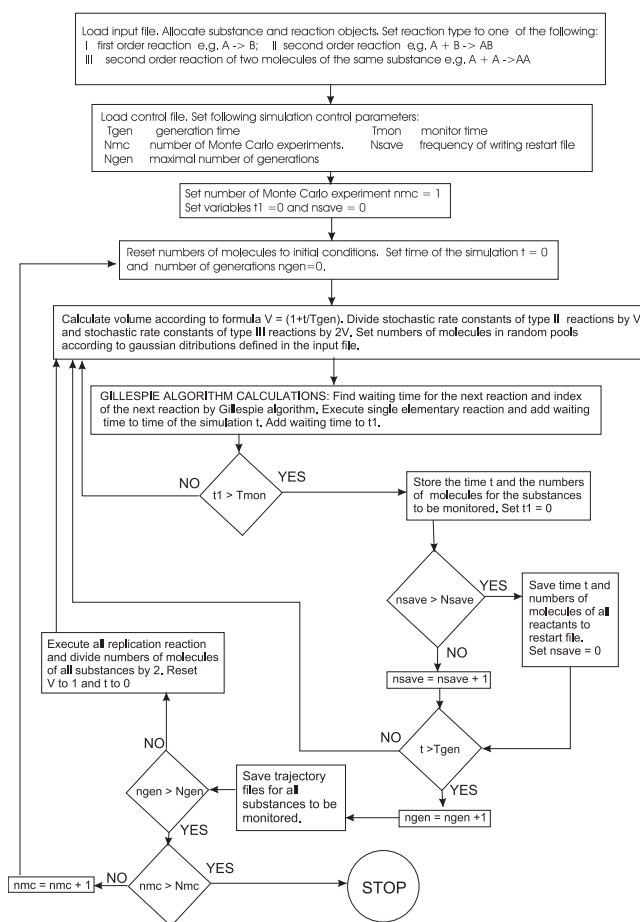 Load input file. Allocate substance and reaction objects. Set reaction type to one of the following:
I first order reaction e.g. A -> B; II second order reaction e,g, A + B -> AB
III second order reaction of two molecules of the same substance e.g, A + A ->AA
Load control file. Set following simulation control parameters:
Tgen generation time Tmon monitor time
Nmc number of Monte Carlo experiments. Nsave frequency of writing restart file
Ngen maximal number of generations
Set number of Monte Carlo experiment nmc = 1
Set variables t1 =0 and nsave = 0
Reset numbers of molecules to initial conditions. Set time of the simulation t = 0
and number of generations ngen=0.
Calculate volume according to formula V = (1+t/Tgen). Divide stochastic rate constants of type II reactions by V
and stochastic rate constants of type III reactions by 2V. Set numbers of molecules in random pools
according to gaussian ditributions defined in the input file.
GILLESPIE ALGORITHM CALCULATIONS: Find waiting time for the next reaction and index
of the next reaction by Gillespie algorithm. Execute single elementary reaction and add waiting
time to time of the simulation t. Add waiting time to t1.
NO
t1 > Tmon
YES
Store the time t and the numbers
of molecules for the substances
to be monitored. Set t1 = 0
nsave > Nsave
YES
Save time t and
numbers of
molecules of all
reactants to
restart file.
Set nsave = 0
NO
nsave = nsave + 1
Execute all replication reaction
and divide numbers of molecules
of all substances by 2. Reset
V to 1 and t to 0
NO
t >Tgen
YES
ngen = ngen +1
Save trajectory
files for all
substances to be
monitored.
NO
ngen > Ngen
YES
nmc = nmc + 1
NO
nmc > Nmc
YES
STOP